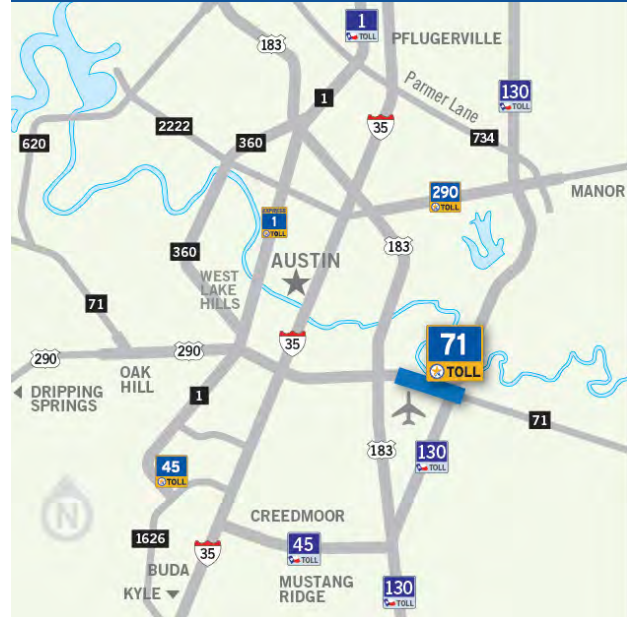 1
TOLL
183
PFLUGERVILLE
Parmer Lane
130
TOLL
1
2222
35
620
360
734
290
TOLL
MANOR
EXPRESS
1
TOLL
183
360
AUSTIN
WEST
LAKE
HILLS
71
35
71
TOLL
290
290
OAK
HILL
DRIPPING
SPRINGS
1
71
183
130
TOLL
45
TOLL
N
CREEDMOOR
1626
35
45
TOLL
BUDA
MUSTANG
RIDGE
KYLE
130
TOLL